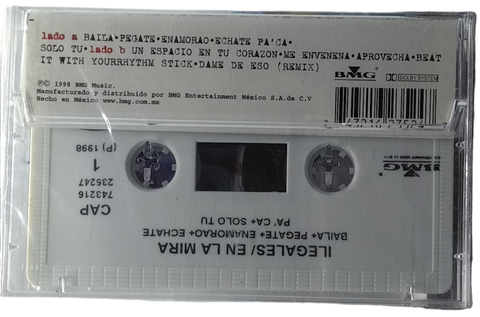 lado a BAILA•PEGATE•ENAMORAO•ECHATE PA'CA•
SOLO TU•lado b UN ESPACIO EN TU CORAZON•ME ENVENENA•APROVECHA•BEAT
IT WITH YOURRHYTHM STICK•DAME DE ESO (REMIX)
BMG
DOLBY SYSTEM
℗© 1998 BMG Music.
Manufacturado y distribuido por BMG Entertainment México S.A.de C.V
Hecho en México www.bmg.com.mx
ILEGALES/ EN LA MIRA
BAILA+ PEGATE+ ENAMORAO+ ECHATE
PA' CA+ SOLO TU
CAP
743216
235247
1
(P) 1998
BMG